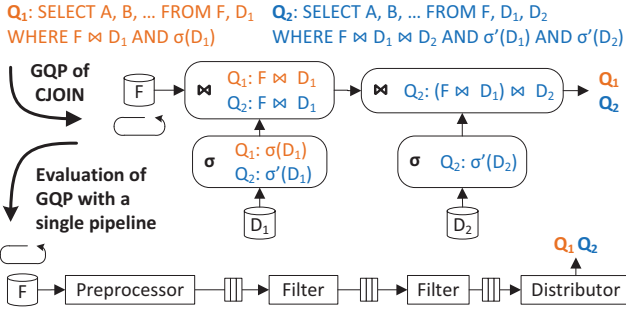 Q₁: SELECT A, B, ... FROM F, D₁
WHERE F ⋈ D₁ AND σ(D₁)
Q₂: SELECT A, B, ... FROM F, D₁, D₂
WHERE F ⋈ D₁ ⋈ D₂ AND σ'(D₁) AND σ'(D₂)
GQP of
CJOIN
F
⋈
Q₁: F ⋈ D₁
Q₂: F ⋈ D₁
⋈ Q₂: (F ⋈ D₁) ⋈ D₂
Q₁
Q₂
σ
Q₁: σ(D₁)
Q₂: σ'(D₁)
σ Q₂: σ'(D₂)
D₁
D₂
Evaluation of
GQP with a
single pipeline
Q₁ Q₂
F
Preprocessor
Filter
Filter
Distributor